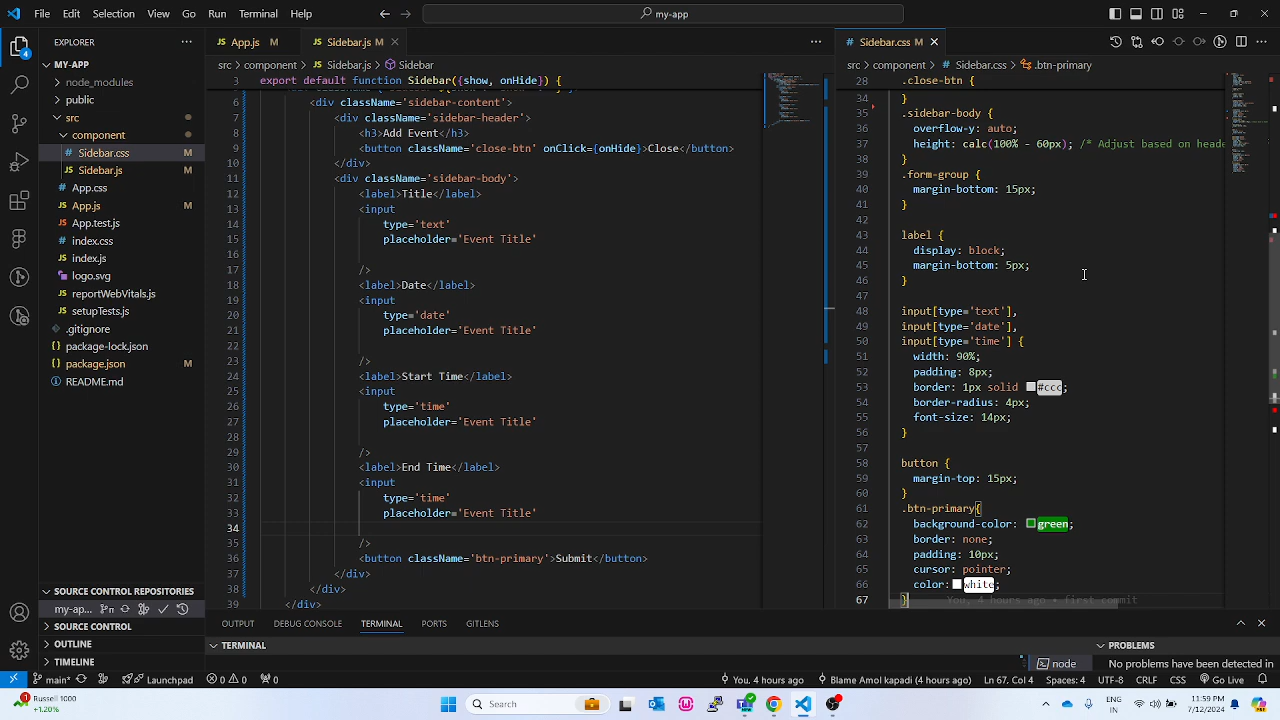 File Edit Selection View Go Run Terminal Help
my-app
EXPLORER
MY-APP
node_modules
public
src
component
Sidebar.css M
Sidebar.js M
App.css
App.js M
App.test.js
index.css
index.js
logo.svg
reportWebVitals.js
setupTests.js
.gitignore
package-lock.json
package.json M
README.md
SOURCE CONTROL REPOSITORIES
my-ap...
SOURCE CONTROL
OUTLINE
TIMELINE
4
App.js M Sidebar.js M
src > component > Sidebar.js > Sidebar
3 export default function Sidebar({show, onHide}) {
6 <div className='sidebar-content'>
7 <div className='sidebar-header'>
8 <h3>Add Event</h3>
9 <button className='close-btn' onClick={onHide}>Close</button>
10 </div>
11 <div className='sidebar-body'>
12 <label>Title</label>
13 <input
14 type='text'
15 placeholder='Event Title'
16
17 />
18 <label>Date</label>
19 <input
20 type='date'
21 placeholder='Event Title'
22
23 />
24 <label>Start Time</label>
25 <input
26 type='time'
27 placeholder='Event Title'
28
29 />
30 <label>End Time</label>
31 <input
32 type='time'
33 placeholder='Event Title'
34
35 />
36 <button className='btn-primary'>Submit</button>
37 </div>
38 </div>
39 </div>
Sidebar.css M
src > component > Sidebar.css > .btn-primary
28 .close-btn {
34 }
35 .sidebar-body {
36 overflow-y: auto;
37 height: calc(100% - 60px); /* Adjust based on heade
38 }
39 .form-group {
40 margin-bottom: 15px;
41 }
42
43 label {
44 display: block;
45 margin-bottom: 5px;
46 }
47
48 input[type='text'],
49 input[type='date'],
50 input[type='time'] {
51 width: 90%;
52 padding: 8px;
53 border: 1px solid #ccc;
54 border-radius: 4px;
55 font-size: 14px;
56 }
57
58 button {
59 margin-top: 15px;
60 }
61 .btn-primary{
62 background-color: green;
63 border: none;
64 padding: 10px;
65 cursor: pointer;
66 color: white;
67 } You, 4 hours ago • first-commit
OUTPUT DEBUG CONSOLE TERMINAL PORTS GITLENS
TERMINAL
node
PROBLEMS
No problems have been detected in
main* Launchpad 0 0 0 You, 4 hours ago Blame Amol kapadi (4 hours ago) Ln 67, Col 4 Spaces: 4 UTF-8 CRLF CSS Go Live
1
Russell 1000
+1.20%
Search
ENG
IN
11:59 PM
7/12/2024